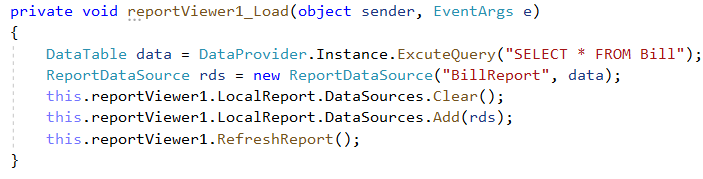 private void reportViewer1_Load(object sender, EventArgs e)
{
DataTable data = DataProvider.Instance.ExcuteQuery("SELECT * FROM Bill");
ReportDataSource rds = new ReportDataSource("BillReport", data);
this.reportViewer1.LocalReport.DataSources.Clear();
this.reportViewer1.LocalReport.DataSources.Add(rds);
this.reportViewer1.RefreshReport();
}